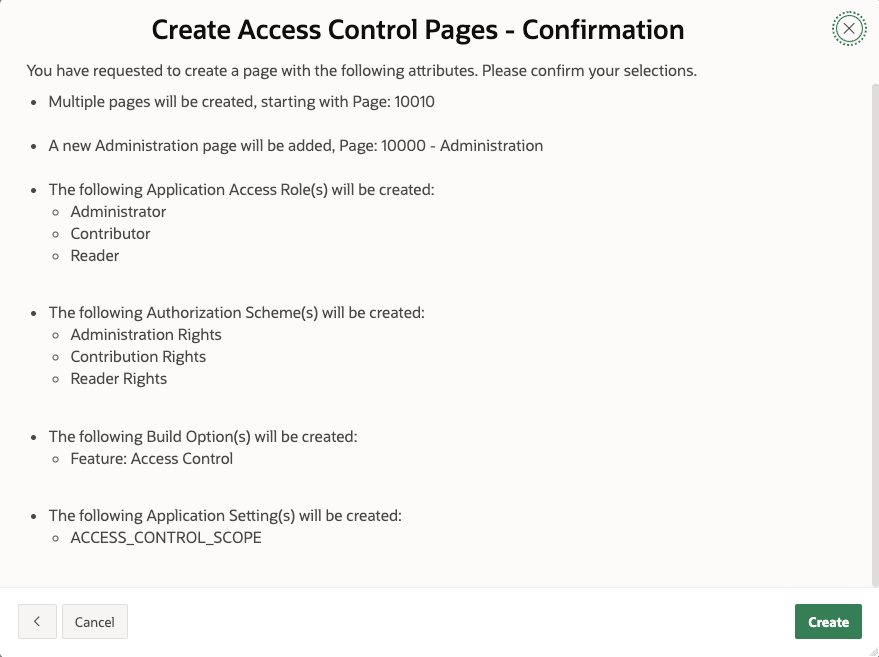 Create Access Control Pages - Confirmation
You have requested to create a page with the following attributes. Please confirm your selections.
Multiple pages will be created, starting with Page: 10010
A new Administration page will be added, Page: 10000 - Administration
The following Application Access Role(s) will be created:
Administrator
Contributor
Reader
The following Authorization Scheme(s) will be created:
Administration Rights
Contribution Rights
Reader Rights
The following Build Option(s) will be created:
Feature: Access Control
The following Application Setting(s) will be created:
ACCESS_CONTROL_SCOPE
Cancel
Create